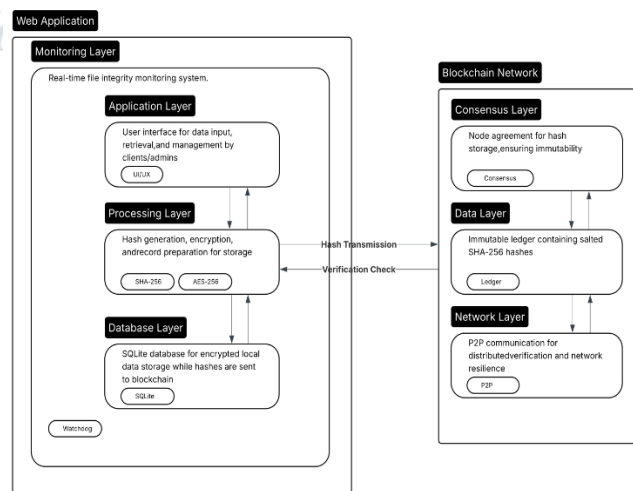 Web Application
Monitoring Layer
Real-time file integrity monitoring system.
Application Layer
User interface for data input,
retrieval,and management by
clients/admins
UI/UX
Processing Layer
Hash generation, encryption,
andrecord preparation for storage
SHA-256
AES-256
Database Layer
SQLite database for encrypted local
data storage while hashes are sent
to blockchain
SQLite
Watchdog
Hash Transmission
Verification Check
Blockchain Network
Consensus Layer
Node agreement for hash
storage,ensuring immutability
Consensus
Data Layer
Immutable ledger containing salted
SHA-256 hashes
Ledger
Network Layer
P2P communication for
distributedverification and network
resilience
P2P